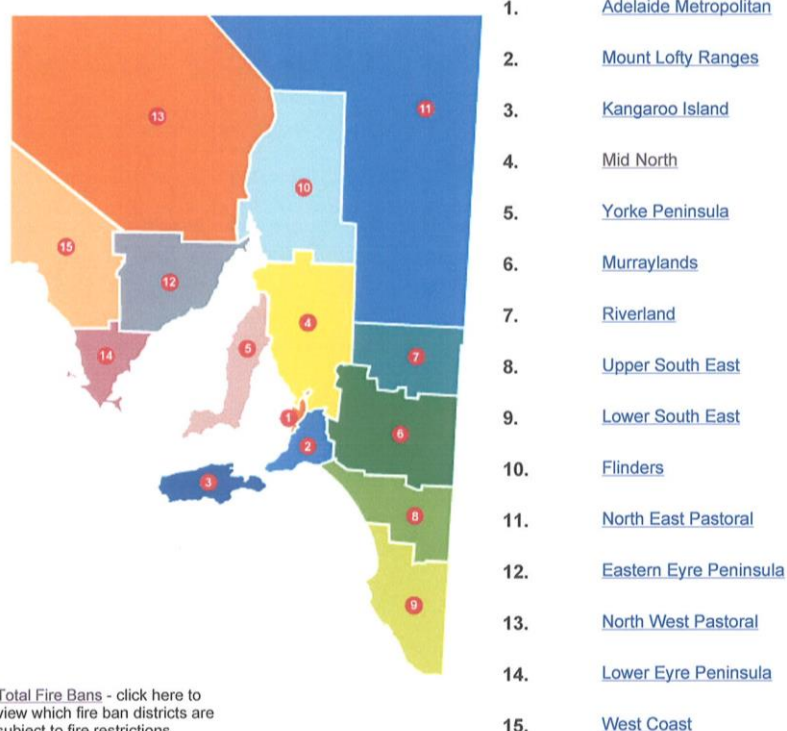 1. Adelaide Metropolitan
2. Mount Lofty Ranges
3. Kangaroo Island
4. Mid North
5. Yorke Peninsula
6. Murraylands
7. Riverland
8. Upper South East
9. Lower South East
10. Flinders
11. North East Pastoral
12. Eastern Eyre Peninsula
13. North West Pastoral
14. Lower Eyre Peninsula
15. West Coast
13
11
10
15
12
4
5
14
7
1
6
2
3
8
9
Total Fire Bans - click here to
view which fire ban districts are
subject to fire restrictions